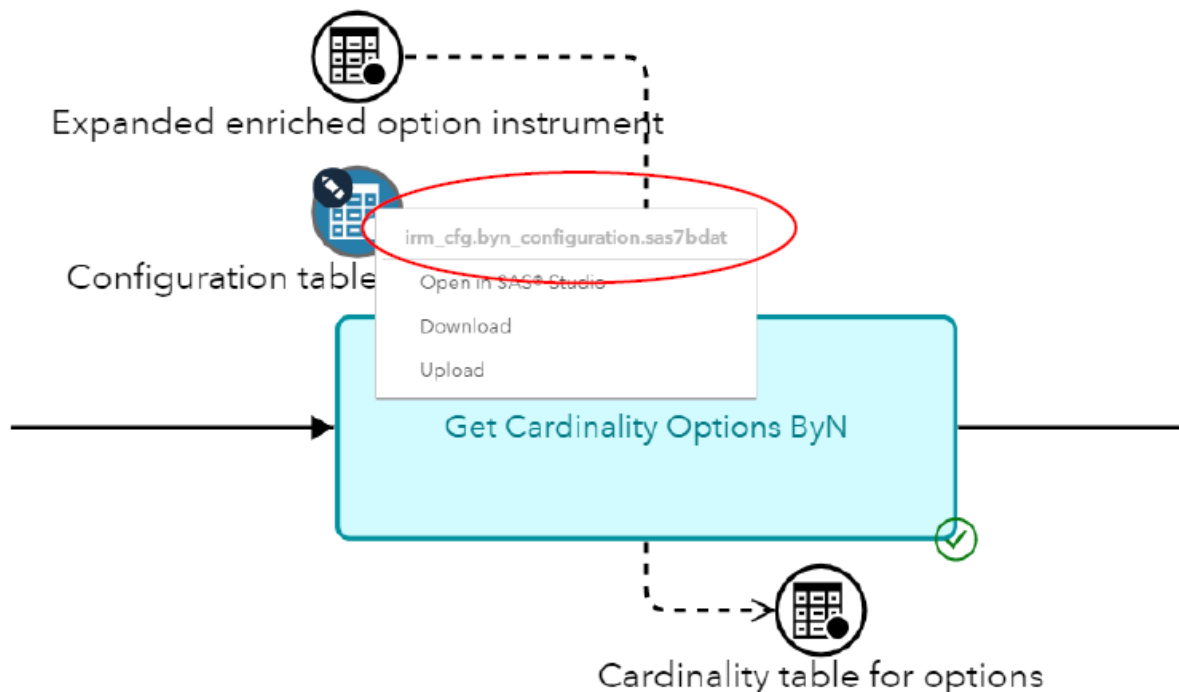 Expanded enriched option instrument
irm_cfg.byn_configuration.sas7bdat
Configuration table
Open in SAS® Studio
Download
Upload
Get Cardinality Options ByN
Cardinality table for options